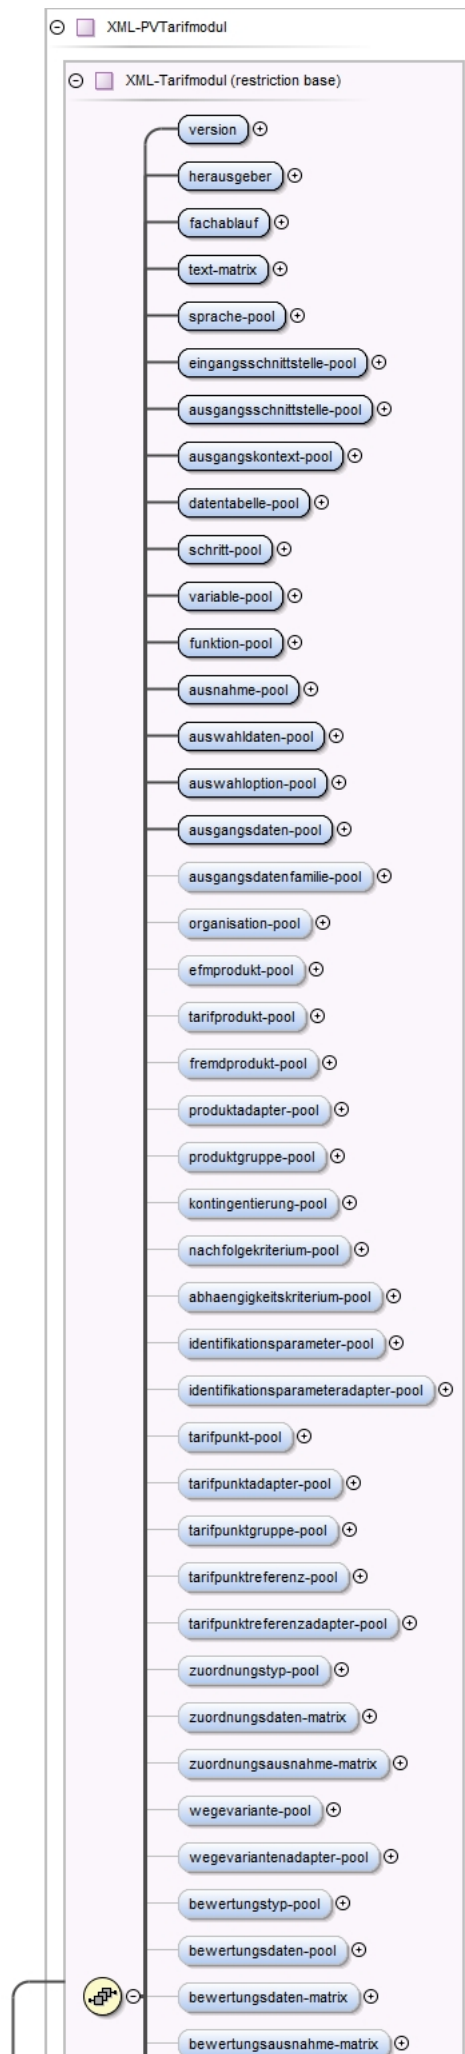 XML-PVTarifmodul
XML-Tarifmodul (restriction base)
version
herausgeber
fachablauf
text-matrix
sprache-pool
eingangsschnittstelle-pool
ausgangsschnittstelle-pool
ausgangskontext-pool
datentabelle-pool
schritt-pool
variable-pool
funktion-pool
ausnahme-pool
auswahldaten-pool
auswahloption-pool
ausgangsdaten-pool
ausgangsdatenfamilie-pool
organisation-pool
efmprodukt-pool
tarifprodukt-pool
fremdprodukt-pool
produktadapter-pool
produktgruppe-pool
kontingentierung-pool
nachfolgekriterium-pool
abhaengigkeitskriterium-pool
identifikationsparameter-pool
identifikationsparameteradapter-pool
tarifpunkt-pool
tarifpunktadapter-pool
tarifpunktgruppe-pool
tarifpunktreferenz-pool
tarifpunktreferenzadapter-pool
zuordnungstyp-pool
zuordnungsdaten-matrix
zuordnungsausnahme-matrix
wegevariante-pool
wegevariantenadapter-pool
bewertungstyp-pool
bewertungsdaten-pool
bewertungsdaten-matrix
bewertungsausnahme-matrix